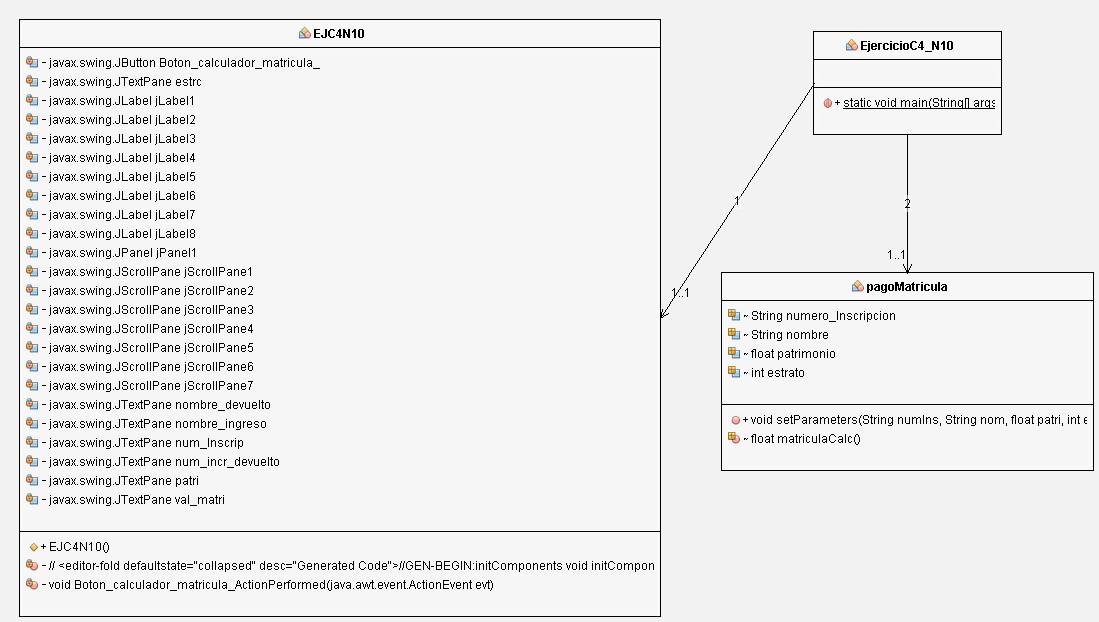 EJC4N10
- javax.swing.JButton Boton_calculador_matricula_
- javax.swing.JTextPane estrc
- javax.swing.JLabel jLabel1
- javax.swing.JLabel jLabel2
- javax.swing.JLabel jLabel3
- javax.swing.JLabel jLabel4
- javax.swing.JLabel jLabel5
- javax.swing.JLabel jLabel6
- javax.swing.JLabel jLabel7
- javax.swing.JLabel jLabel8
- javax.swing.JPanel jPanel1
- javax.swing.JScrollPane jScrollPane1
- javax.swing.JScrollPane jScrollPane2
- javax.swing.JScrollPane jScrollPane3
- javax.swing.JScrollPane jScrollPane4
- javax.swing.JScrollPane jScrollPane5
- javax.swing.JScrollPane jScrollPane6
- javax.swing.JScrollPane jScrollPane7
- javax.swing.JTextPane nombre_devuelto
- javax.swing.JTextPane nombre_ingreso
- javax.swing.JTextPane num_Inscrip
- javax.swing.JTextPane num_incr_devuelto
- javax.swing.JTextPane patri
- javax.swing.JTextPane val_matri
+ EJC4N10()
- // <editor-fold defaultstate="collapsed" desc="Generated Code">//GEN-BEGIN:initComponents void initCompon
- void Boton_calculador_matricula_ActionPerformed(java.awt.event.ActionEvent evt)
EjercicioC4_N10
+ static void main(String[] args
1
1..1
2
1..1
pagoMatricula
~ String numero_Inscripcion
~ String nombre
~ float patrimonio
~ int estrato
+ void setParameters(String numIns, String nom, float patri, int e
~ float matriculaCalc()